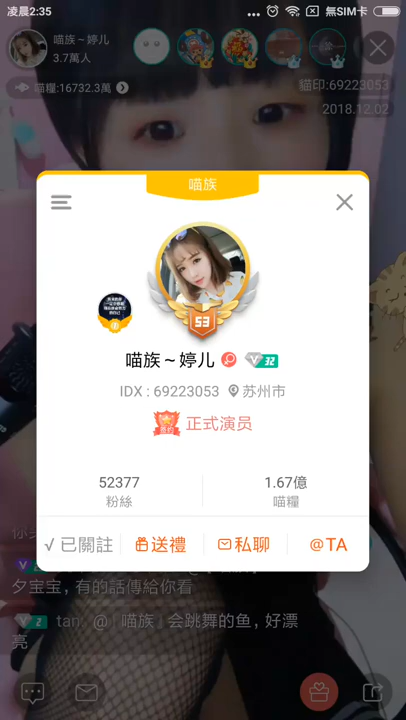 凌晨2:35
無SIM卡
喵族～婷儿
3.7萬人
喵糧:16732.3萬
貓印:69223053
2018.12.02
喵族
53
喵族～婷儿
V 32
IDX : 69223053 苏州市
正式演员
52377
粉絲
1.67億
喵糧
√ 已關註
送禮
私聊
@TA
夕宝宝，有的話傳給你看
V 2 tan. @「喵族」会跳舞的鱼，好漂
亮